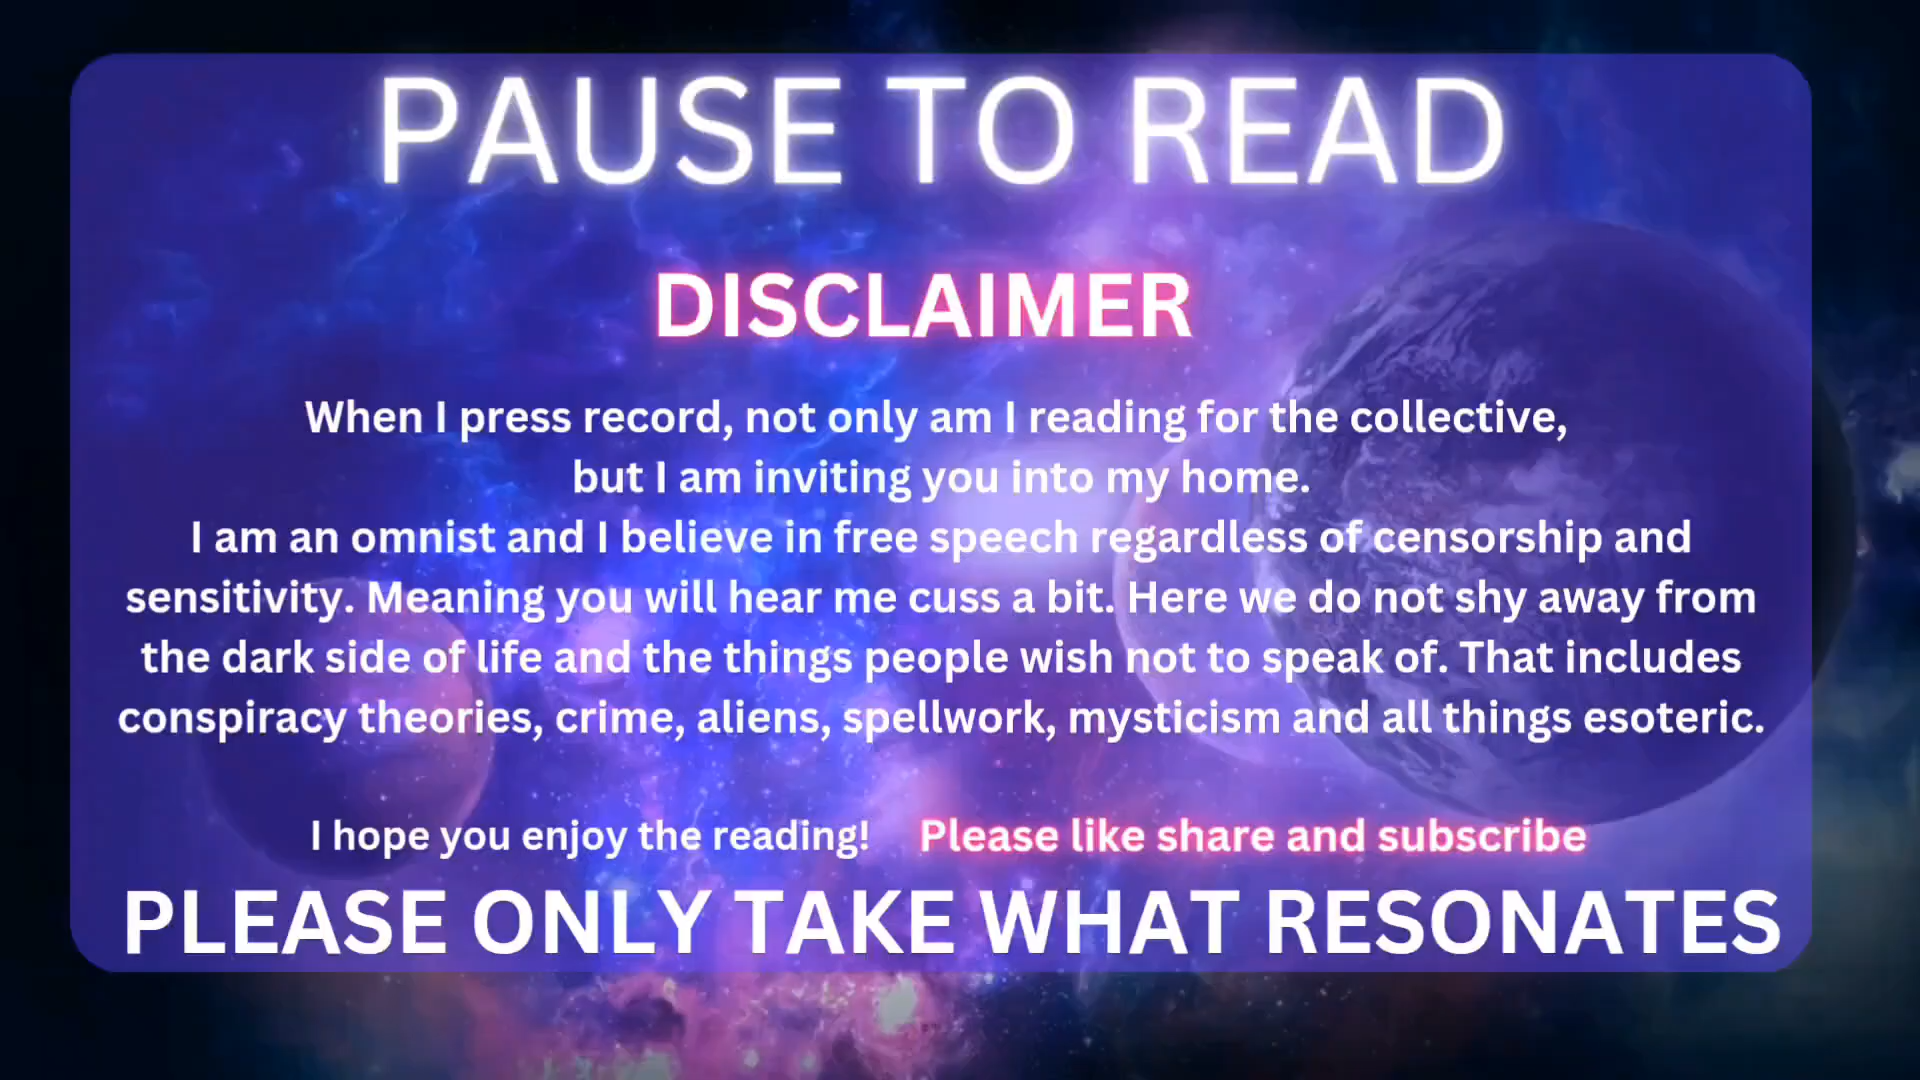 PAUSE TO READ
DISCLAIMER
When I press record, not only am I reading for the collective,
but I am inviting you into my home.
I am an omnist and I believe in free speech regardless of censorship and
sensitivity. Meaning you will hear me cuss a bit. Here we do not shy away from
the dark side of life and the things people wish not to speak of. That includes
conspiracy theories, crime, aliens, spellwork, mysticism and all things esoteric.
I hope you enjoy the reading! Please like share and subscribe
PLEASE ONLY TAKE WHAT RESONATES